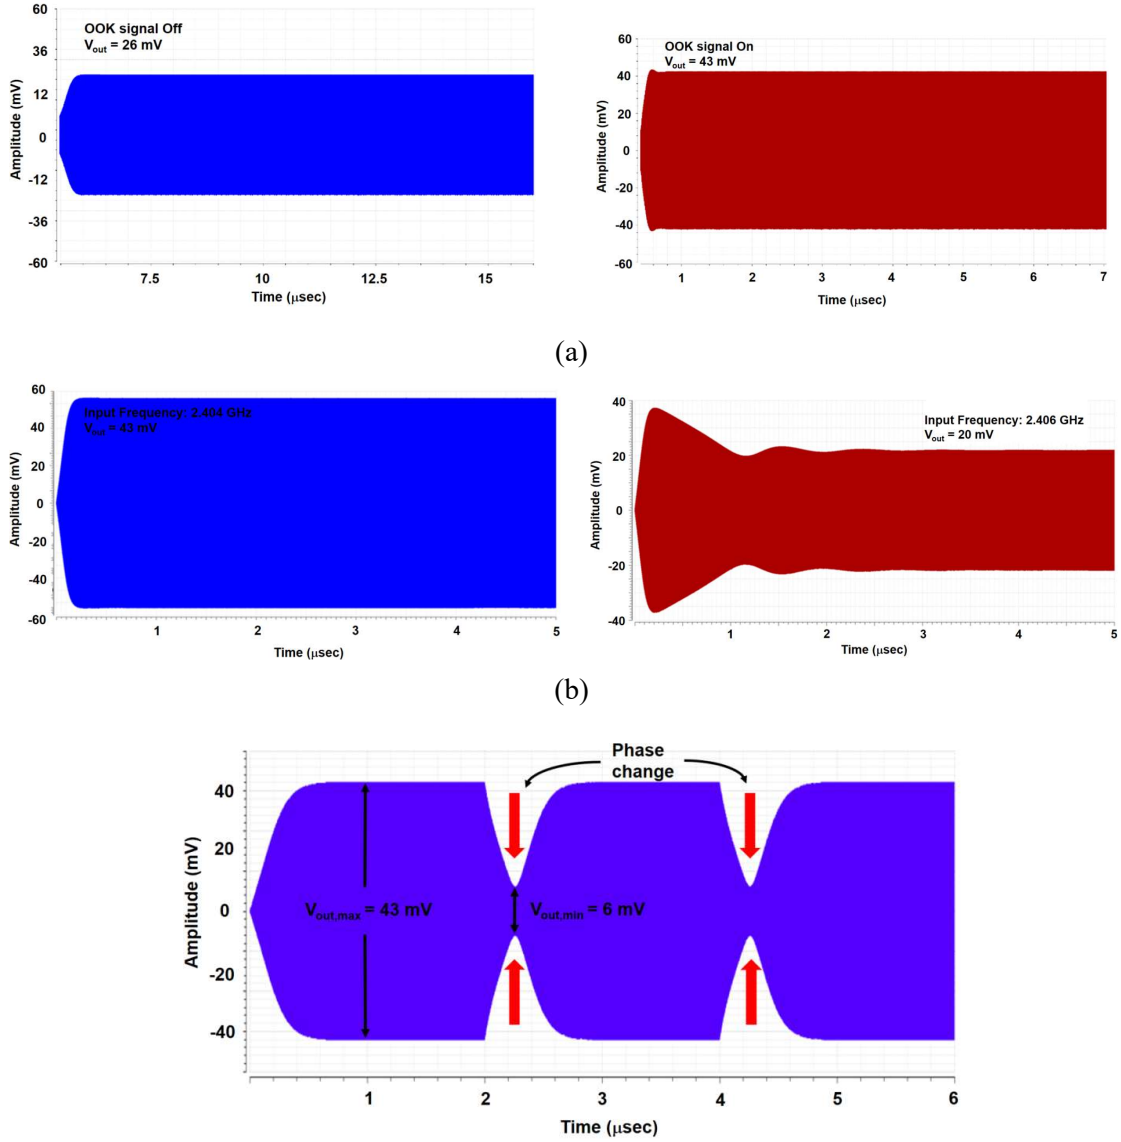 OOK signal Off
Vout = 26 mV
60
36
12
0
-12
-36
-60
Amplitude (mV)
7.5
10
12.5
15
Time (μsec)
OOK signal On
Vout = 43 mV
60
40
20
0
-20
-40
-60
Amplitude (mV)
1
2
3
4
5
6
7
Time (μsec)
(a)
Input Frequency: 2.404 GHz
Vout = 43 mV
60
40
20
0
-20
-40
-60
Amplitude (mV)
1
2
3
4
5
Time (μsec)
Input Frequency: 2.406 GHz
Vout = 20 mV
40
20
0
-20
-40
Amplitude (mV)
1
2
3
4
5
Time (μsec)
(b)
Phase
change
40
20
0
-20
-40
Amplitude (mV)
Vout,max = 43 mV
Vout,min = 6 mV
1
2
3
4
5
6
Time (μsec)